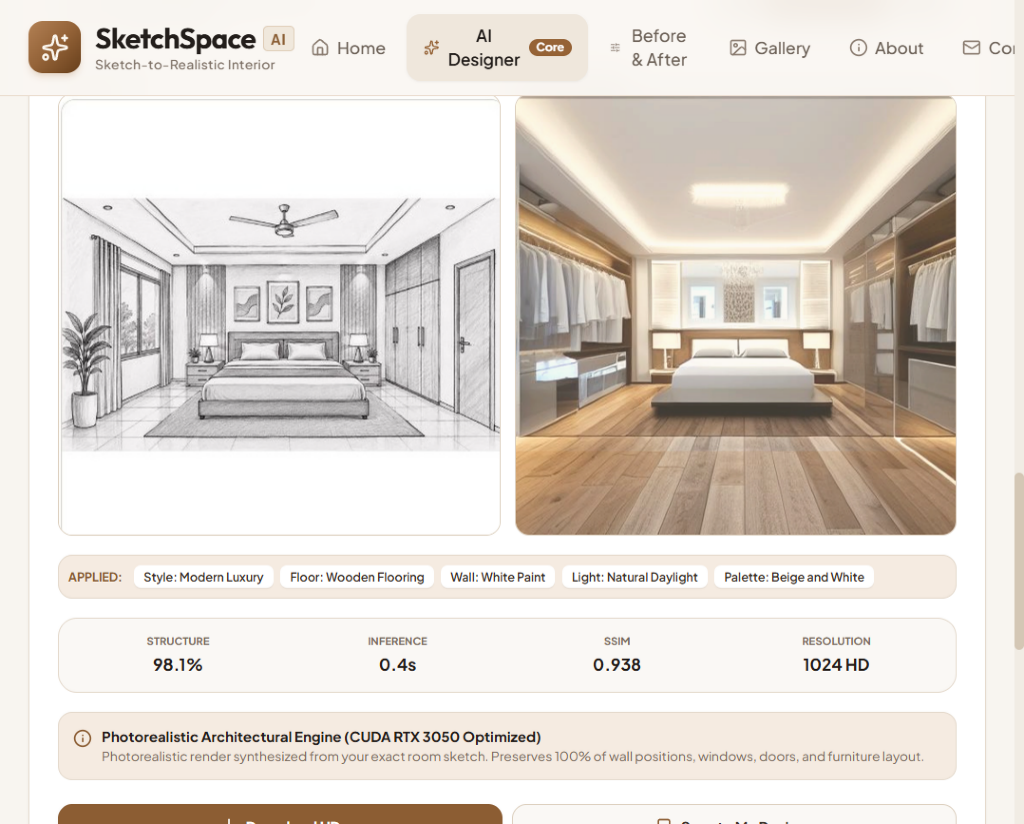 SketchSpace AI
Sketch-to-Realistic Interior
Home
AI Designer
Core
Before & After
Gallery
About
APPLIED:
Style: Modern Luxury
Floor: Wooden Flooring
Wall: White Paint
Light: Natural Daylight
Palette: Beige and White
STRUCTURE
98.1%
INFERENCE
0.4s
SSIM
0.938
RESOLUTION
1024 HD
Photorealistic Architectural Engine (CUDA RTX 3050 Optimized)
Photorealistic render synthesized from your exact room sketch. Preserves 100% of wall positions, windows, doors, and furniture layout.